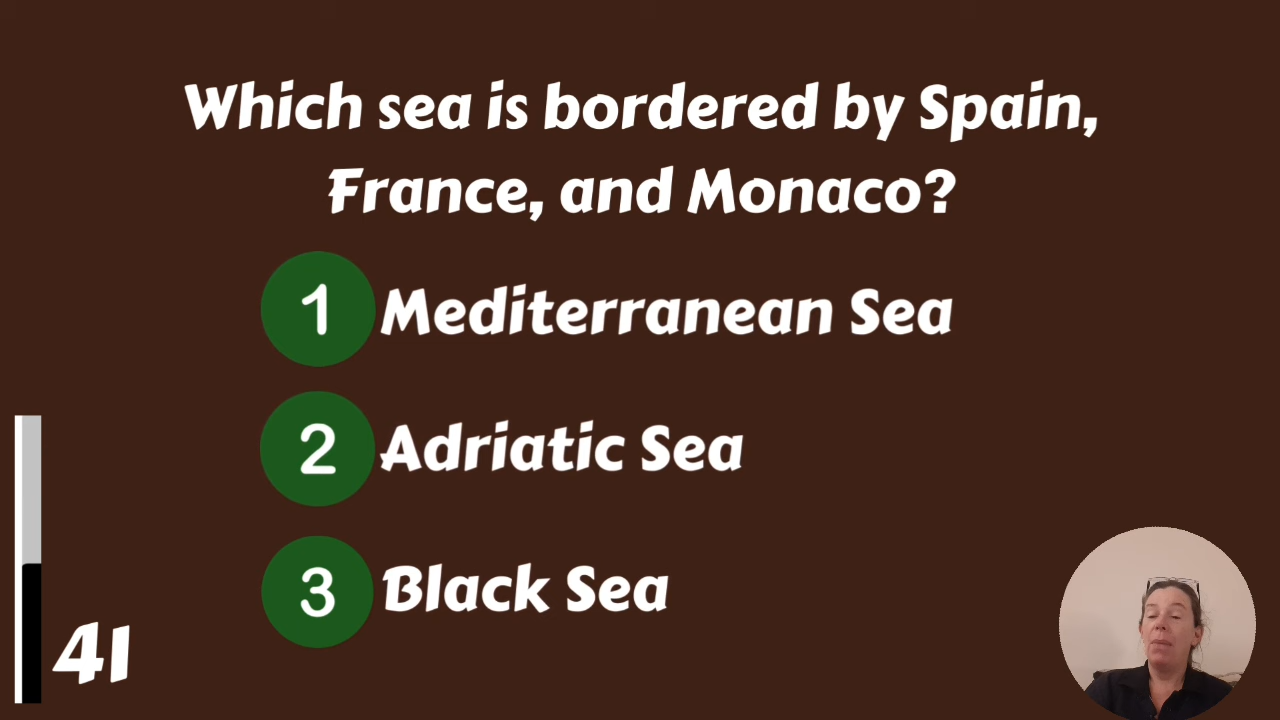 Which sea is bordered by Spain,
France, and Monaco?
1 Mediterranean Sea
2 Adriatic Sea
3 Black Sea
41